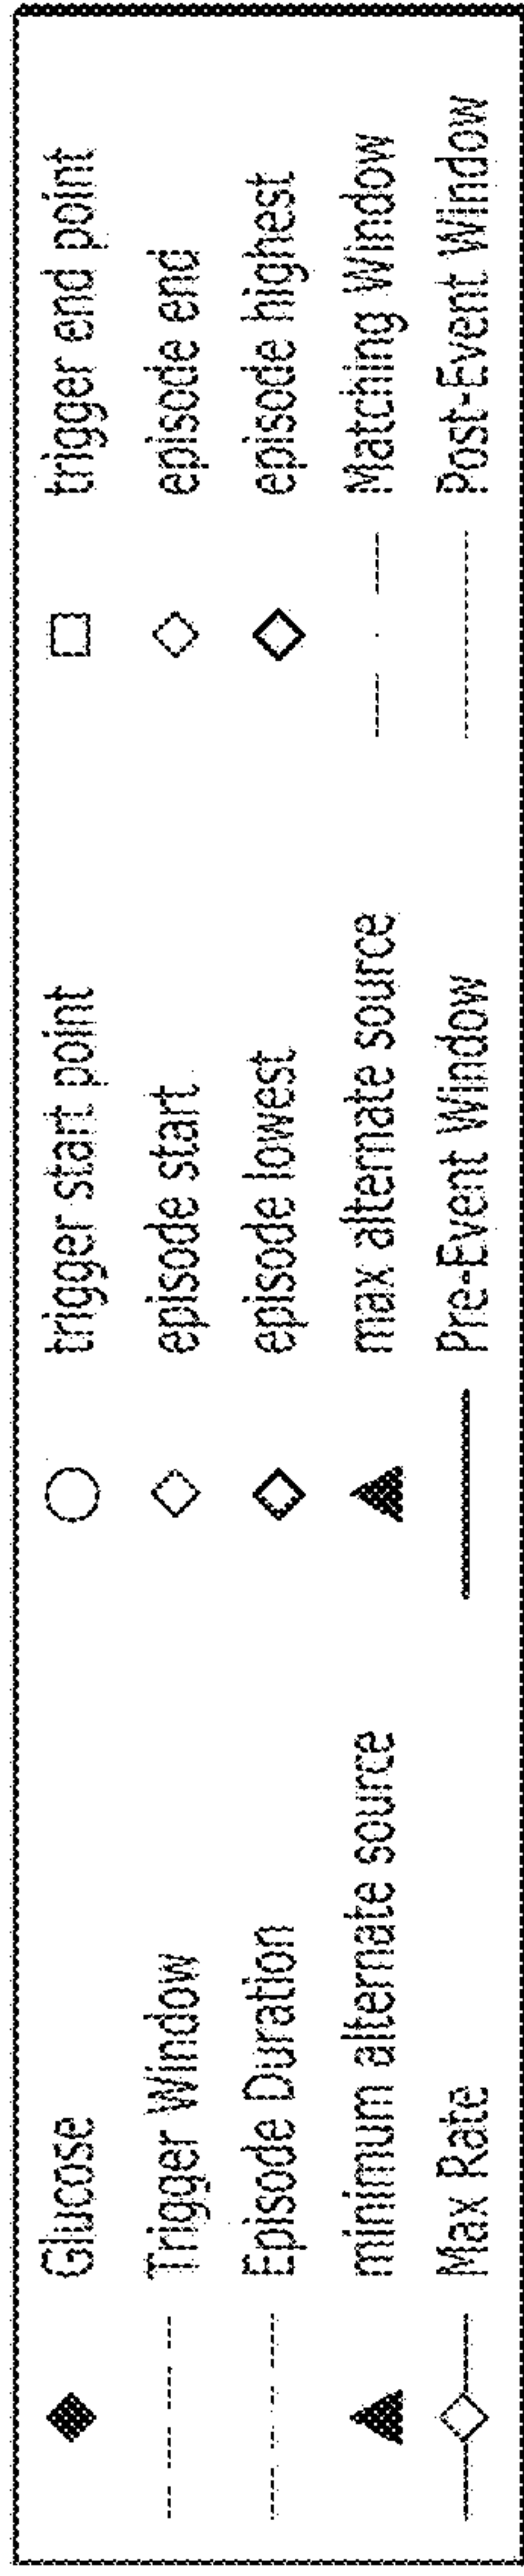 Glucose trigger start point trigger end point
Trigger Window episode start episode end
Episode Duration episode lowest episode highest
minimum alternate source max alternate source Matching Window
Max Rate Pre-Event Window Post-Event Window